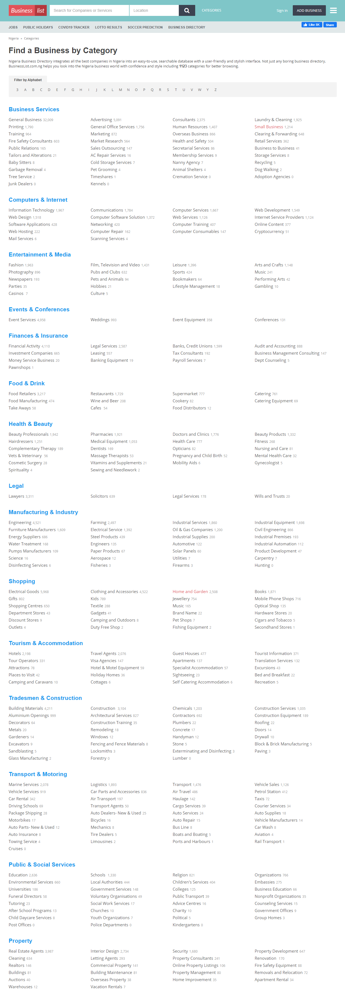 Business list
Search for Companies or Services
Location
CATEGORIES
Sign in
ADD BUSINESS
JOBS PUBLIC HOLIDAYS COVID19 TRACKER LOTTO RESULTS SOCCER PREDICTION BUSINESS DIRECTORY
Like 8K Share
Nigeria » Categories
Find a Business by Category
Nigeria Business Directory integrates all the best companies in Nigeria into an easy-to-use, searchable database with a user-friendly and stylish interface. Not just any boring business directory,
BusinessList.com.ng helps you look into the Nigeria business world with confidence and style including 1123 categories for better browsing.
Filter by Alphabet
3 A B C D E F G H I J K L M N O P Q R S T U V W Y Z
Business Services
General Business 32,009 Advertising 5,091 Consultants 2,375 Laundry & Cleaning 1,925
Printing 1,790 General Office Services 1,756 Human Resources 1,407 Small Business 1,214
Training 964 Marketing 872 Overseas Business 866 Clearing & Forwarding 648
Fire Safety Consultants 603 Market Research 564 Health and Safety 504 Retail Services 362
Public Relations 165 Sales Outsourcing 147 Secretarial Services 86 Business to Business 41
Tailors and Alterations 21 AC Repair Services 16 Membership Services 9 Storage Services 8
Baby Sitters 8 Cold Storage Services 7 Nanny Agency 7 Recycling 5
Garbage Removal 4 Pet Grooming 4 Animal Shelters 4 Dog Walking 2
Tree Service 2 Timeshares 1 Cremation Service 0 Adoption Agencies 0
Junk Dealers 0 Kennels 0
Computers & Internet
Information Technology 1,967 Communications 1,784 Computer Services 1,667 Web Development 1,549
Web Design 1,518 Computer Software Solution 1,372 Web Services 1,126 Internet Service Providers 1,124
Software Applications 428 Networking 420 Computer Training 407 Online Content 377
Web Hosting 222 Computer Repair 162 Computer Consumables 147 Cryptocurrency 51
Mail Services 6 Scanning Services 4
Entertainment & Media
Fashion 1,963 Film, Television and Video 1,431 Leisure 1,396 Arts and Crafts 1,148
Photography 896 Pubs and Clubs 632 Sports 424 Music 241
Newspapers 193 Pets and Animals 94 Bookmakers 64 Performing Arts 42
Parties 35 Hobbies 21 Lifestyle Management 18 Gambling 10
Casinos 7 Culture 5
Events & Conferences
Event Services 4,958 Weddings 993 Event Equipment 358 Conferences 131
Finances & Insurance
Financial Activity 4,110 Legal Services 2,587 Banks, Credit Unions 1,599 Audit and Accounting 888
Investment Companies 665 Leasing 557 Tax Consultants 192 Business Management Consulting 147
Money Service Business 20 Banking Equipment 19 Payroll Services 7 Dept Counseling 5
Pawnshops 1
Food & Drink
Food Retailers 3,217 Restaurants 1,729 Supermarket 777 Catering 761
Food Manufacturing 474 Wine and Beer 208 Cookery 82 Catering Equipment 69
Take Aways 58 Cafes 54 Food Distributors 12
Health & Beauty
Beauty Professionals 1,942 Pharmacies 1,921 Doctors and Clinics 1,776 Beauty Products 1,332
Hairdressers 1,251 Medical Equipment 1,053 Health Care 777 Fitness 268
Complementary Therapy 189 Dentists 169 Opticians 82 Nursing and Care 81
Vets & Veterinary 56 Massage Therapists 53 Pregnancy and Child Birth 52 Mental Health Care 32
Cosmetic Surgery 28 Vitamins and Supplements 21 Mobility Aids 6 Gynecologist 5
Spirituality 4 Sewing and Needlework 2
Legal
Lawyers 3,311 Solicitors 639 Legal Services 178 Wills and Trusts 20
Manufacturing & Industry
Engineering 4,521 Farming 2,497 Industrial Services 1,860 Industrial Equipment 1,698
Furniture Manufacturers 1,609 Electrical Service 1,392 Oil & Gas Companies 1,200 Civil Engineering 866
Energy Suppliers 686 Steel Products 439 Industrial Supplies 200 Industrial Premises 193
Water Treatment 168 Engineers 135 Automotive 122 Industrial Automation 112
Pumps Manufacturers 109 Paper Products 67 Solar Panels 60 Product Development 47
Science 16 Aerospace 12 Utilities 7 Carpentry 7
Disinfecting Services 6 Fisheries 3 Firearms 3 Hunting 0
Shopping
Electrical Goods 5,968 Clothing and Accessories 4,522 Home and Garden 2,508 Books 1,871
Gifts 802 Kids 789 Jewellery 754 Mobile Phone Shops 716
Shopping Centres 650 Textile 288 Music 165 Optical Shop 135
Department Stores 43 Gadgets 41 Brand Name 22 Hardware Stores 20
Discount Stores 9 Camping and Outdoors 8 Pet Shops 7 Cigars and Tobacco 5
Outlets 4 Duty Free Shop 2 Fishing Equipment 2 Secondhand Stores 1
Tourism & Accommodation
Hotels 2,198 Travel Agents 2,076 Guest Houses 477 Tourist Information 371
Tour Operators 331 Visa Agencies 147 Apartments 137 Translation Services 132
Attractions 78 Hotel & Motel Equipment 59 Specialist Accommodation 57 Excursions 43
Places to Visit 42 Holiday Homes 36 Sightseeing 23 Bed and Breakfast 22
Camping and Caravans 10 Cottages 6 Self Catering Accommodation 6 Recreation 5
Tradesmen & Construction
Building Materials 4,211 Construction 3,104 Chemicals 1,203 Construction Services 1,035
Aluminium Openings 999 Architectural Services 827 Contractors 692 Construction Equipment 189
Decorators 64 Construction Training 35 Plumbers 22 Roofing 22
Metals 20 Remodeling 18 Concrete 17 Doors 14
Gardeners 14 Windows 12 Handyman 12 Drywall 10
Excavators 9 Fencing and Fence Materials 8 Stone 5 Block & Brick Manufacturing 5
Sandblasting 5 Locksmiths 3 Exterminating and Disinfecting 3 Paving 3
Glass Manufacturing 2 Forestry 0 Lumber 0
Transport & Motoring
Marine Services 2,078 Logistics 1,893 Transport 1,476 Vehicle Sales 1,126
Vehicle Services 919 Car Parts and Accessories 836 Air Travel 486 Petrol Station 412
Car Rental 342 Air Transport 197 Haulage 142 Taxis 72
Driving Schools 69 Transport Agents 50 Cargo Services 39 Courier Services 34
Package Shipping 28 Auto Dealers- New & Used 25 Auto Services 24 Auto Supplies 18
Motorbikes 17 Bicycles 16 Auto Repair 15 Vehicle Manufacturers 14
Auto Parts- New & Used 12 Mechanics 8 Bus Line 8 Car Wash 8
Auto Insurance 8 Tire Dealers 5 Boats and Boating 5 Aviation 4
Towing Service 4 Limousines 2 Ports and Harbours 1 Rail Transport 1
Cruises 0
Public & Social Services
Education 2,636 Schools 1,330 Religion 821 Organizations 766
Environmental Services 660 Local Authorities 444 Children's Services 404 Embassies 275
Universities 186 Government Services 148 Colleges 125 Business Education 66
Funeral Directors 58 Voluntary Organisations 49 Public Transport 39 Nonprofit Organizations 35
Tutoring 23 Social Work Services 17 Advice Centres 16 Counseling Services 15
After School Programs 13 Churches 10 Charity 10 Government Offices 9
Child Daycare Services 8 Youth Organizations 7 Political 5 Group Homes 3
Post Offices 0 Police Departments 0 Kindergartens 0
Property
Real Estate Agents 3,987 Interior Design 2,734 Security 1,680 Property Development 647
Cleaning 634 Letting Agents 293 Property Consultants 241 Renovation 170
Realtors 146 Commercial Property 141 Online Property Listings 106 Fire Safety Equipment 88
Buildings 81 Building Maintenance 81 Property Management 80 Removals and Relocation 72
Auctions 40 Overseas Property 38 Home Improvement 35 Apartment Rental 34
Warehouses 12 Vacation Rentals 7